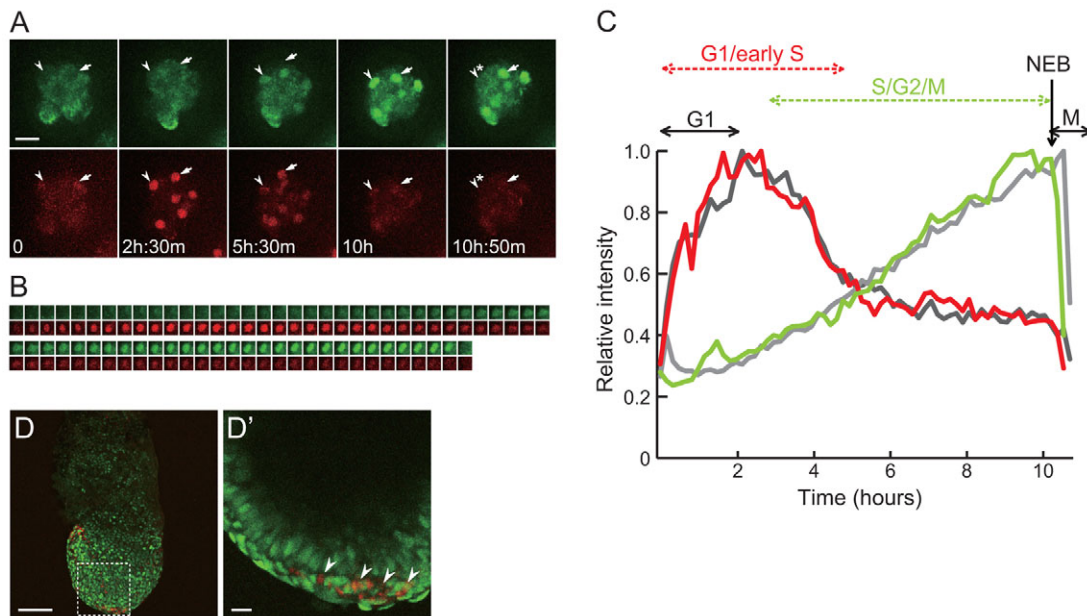 A
C
0
2h:30m
5h:30m
10h
10h:50m
*
*
B
D
D'
G1/early S
NEB
S/G2/M
G1
M
Relative intensity
1.0
0.8
0.6
0.4
0.2
0
2
4
6
8
10
Time (hours)